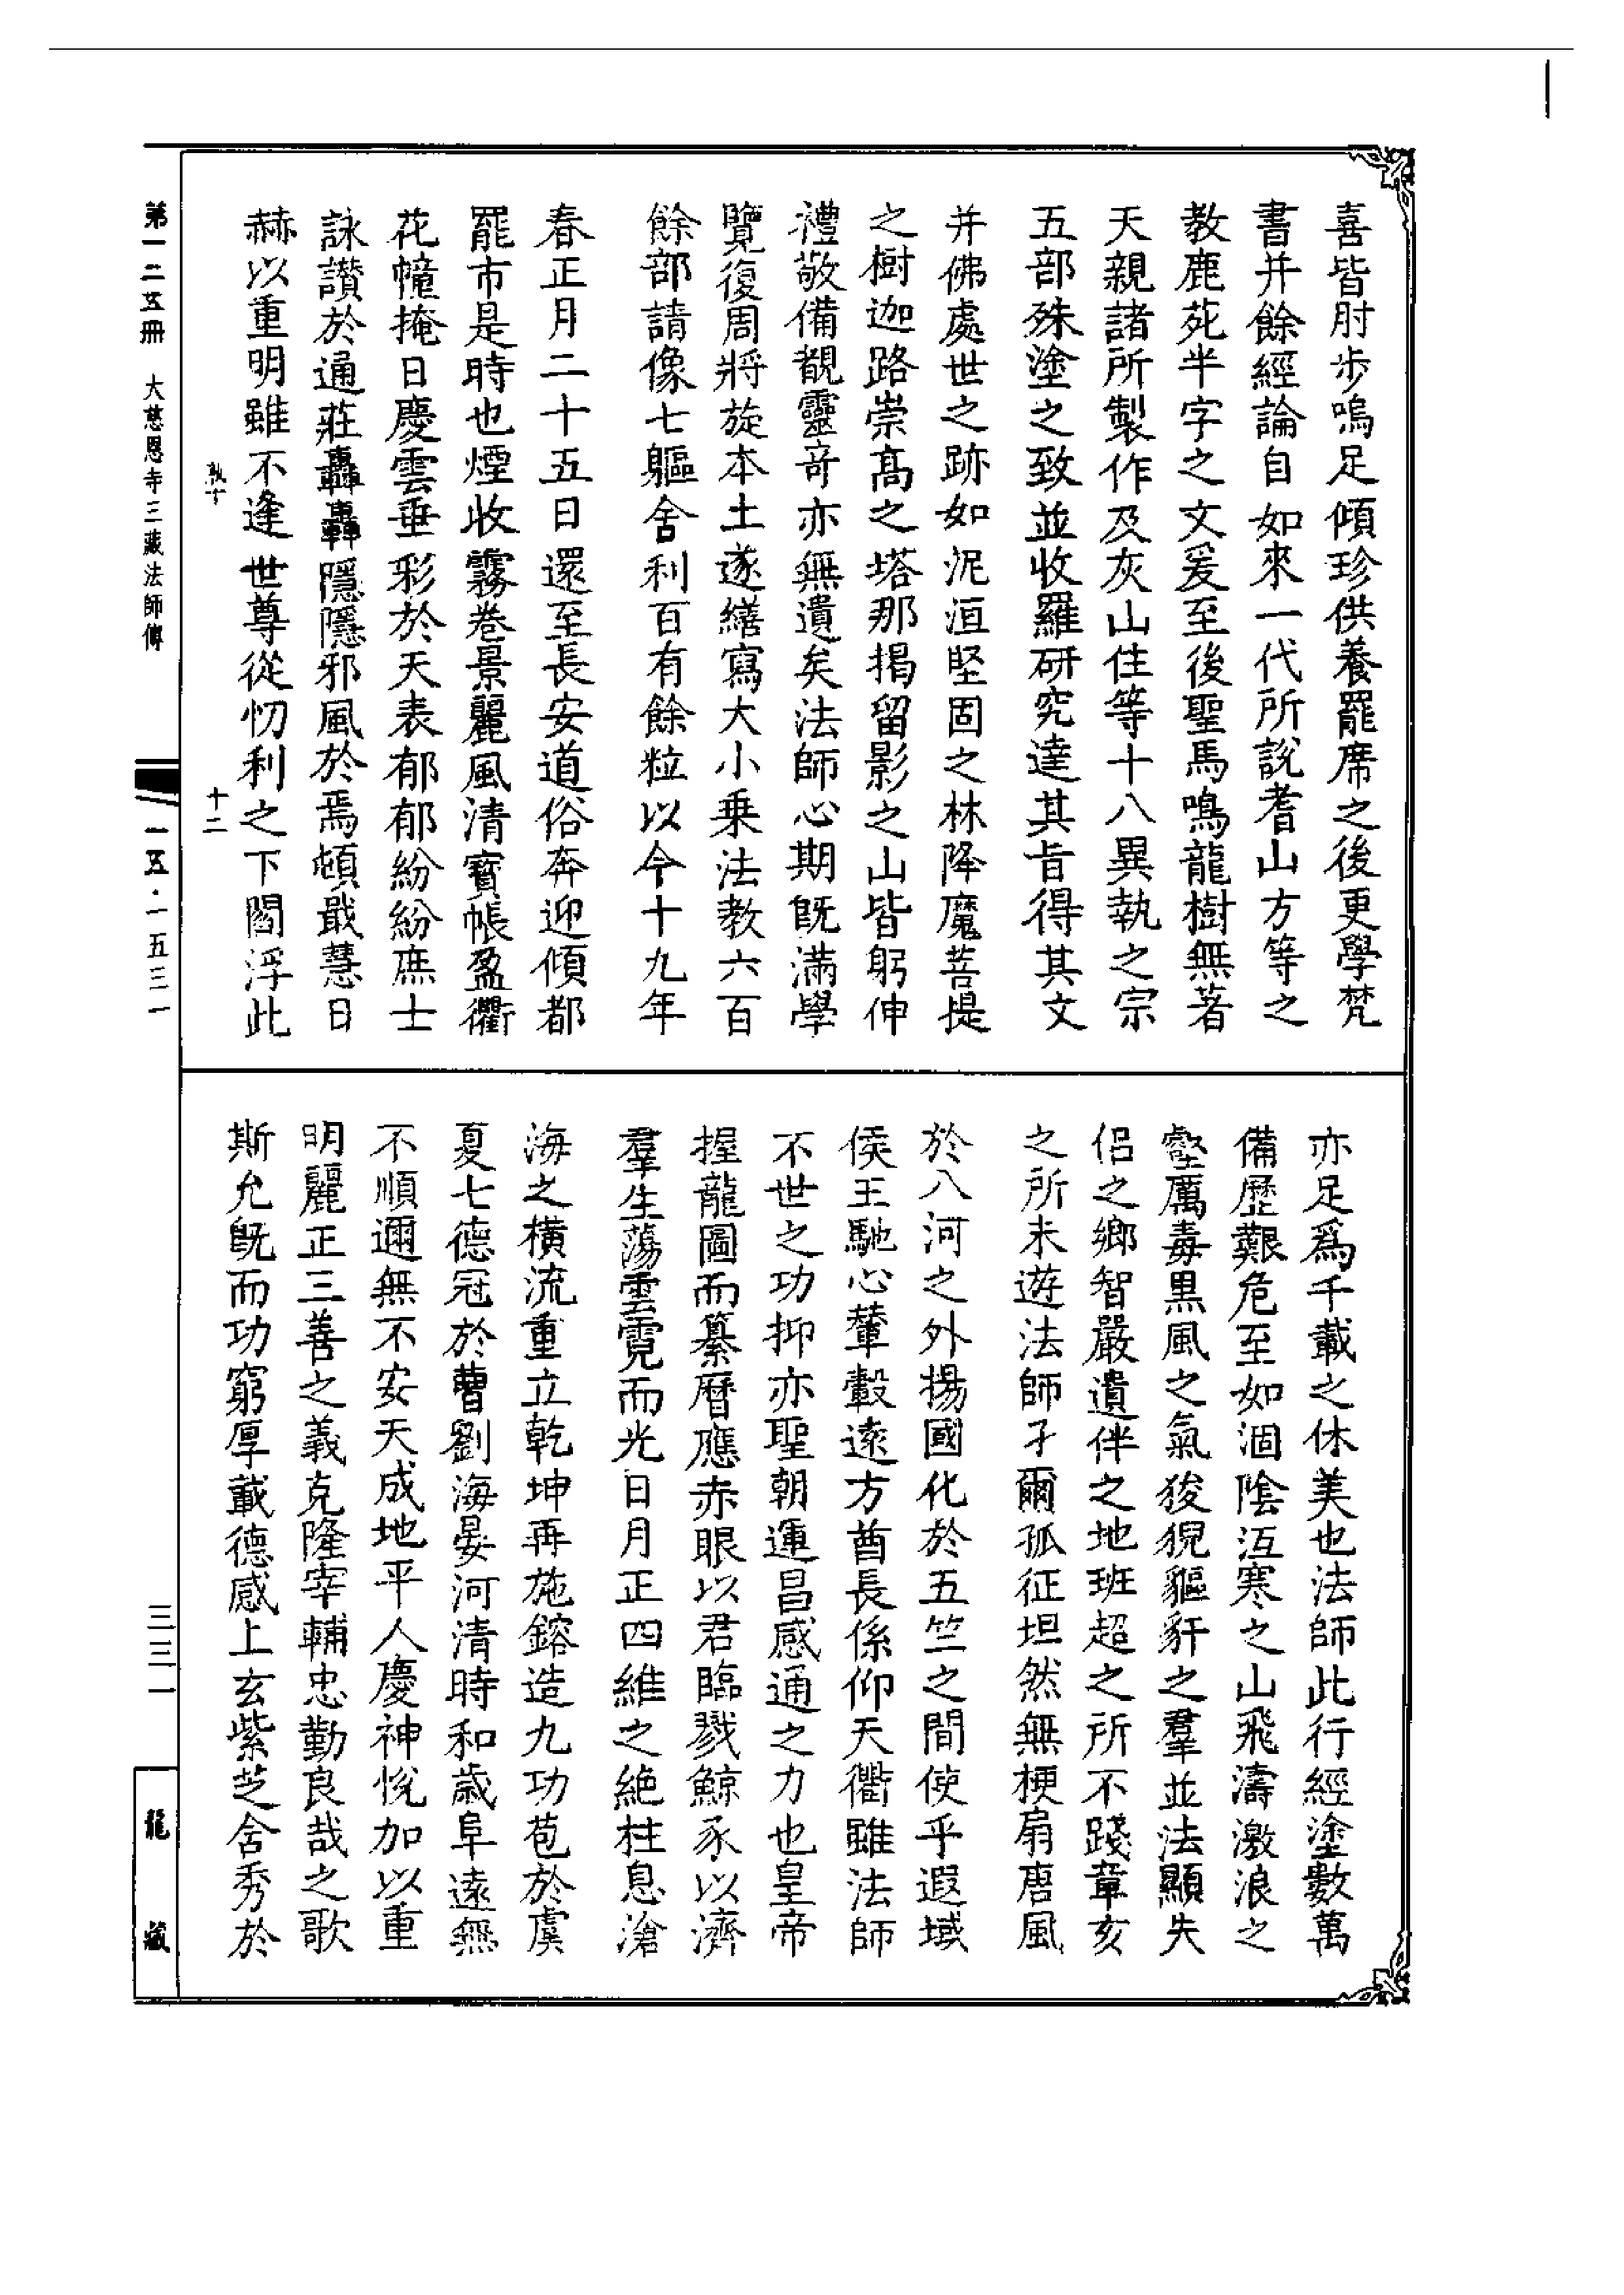 喜皆肘步嗚足傾珍供養罷席之後更學梵
書并餘經論自如來一代所說耆山方等之
教鹿苑半字之文爰至後聖馬鳴龍樹無著
天親諸所製作及灰山住等十八異執之宗
五部殊塗之致並收羅研究達其旨得其文
并佛處世之跡如泥洹堅固之林降魔菩提
之樹迦路崇高之塔那揭留影之山皆躬伸
禮敬備覩靈竒亦無遺矣法師心期既滿學
覽復周將旋本土遂繕寫大小乗法教六百
餘部請像七軀舍利百有餘粒以今十九年
春正月二十五日還至長安道俗奔迎傾都
罷市是時也煙收霧卷景麗風清寳帳盈衢
花幢掩日慶雲垂彩於天表郁郁紛紛庶士
詠讃於通莊轟轟隱隱邪風於焉頓戢慧日
赫以重明雖不逢世尊從忉利之下閻浮此
亦足爲千載之休美也法師此行經塗數萬
備歷艱危至如涸陰沍寒之山飛濤激浪之
壑厲毒黒風之氣狻猊貙豻之羣並法顯失
侶之鄉智嚴遺伴之地班超之所不踐章亥
之所未遊法師孑爾孤征坦然無梗扇唐風
於八河之外揚國化於五竺之間使乎遐域
侯王馳心輦轂逺方酋長係仰天衢雖法師
不世之功抑亦聖朝運昌感通之力也皇帝
握龍圖而纂曆應赤眼以君臨戮鯨豕以濟
羣生蕩雲霓而光日月正四維之絶柱息滄
海之橫流重立乾坤再施鎔造九功苞於虞
夏七德冠於曹劉海晏河清時和歲阜遠無
不順邇無不安天成地平人慶神悅加以重
明麗正三善之義克隆宰輔忠勤良哉之歌
斯允旣而功窮厚載德感上玄紫芝含秀於
第一二五冊　大慈恩寺三藏法師傳
十二
一五·一五三一
三三一
龍藏